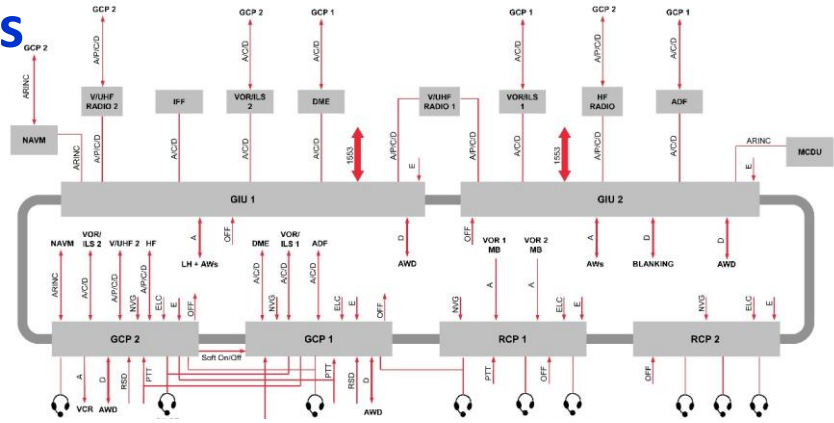 S
GCP 2
GCP 2
GCP 2
GCP 1
GCP 1
GCP 2
GCP 1
ARINC
A/P/C/D
A/C/D
A/C/D
A/C/D
A/P/C/D
A/C/D
NAVM
V/UHF
RADIO 2
IFF
VOR/ILS
2
DME
V/UHF
RADIO 1
VOR/ILS
1
HF
RADIO
ADF
MCDU
ARINC
ARINC
A/P/C/D
A/C/D
A/C/D
A/C/D
1553
A/P/C/D
E
A/C/D
1553
A/P/C/D
A/C/D
E
GIU 1
GIU 2
A
OFF
D
OFF
A
D
D
LH + AWs
AWD
AWs
BLANKING
AWD
NAVM
VOR/
ILS 2
V/UHF 2
HF
DME
VOR/
ILS 1
ADF
VOR 1
MB
VOR 2
MB
ARINC
A/C/D
A/P/C/D
NVG
A/P/C/D
ELC
E
OFF
A/C/D
NVG
A/C/D
A/C/D
ELC
E
OFF
NVG
A
A
ELC
E
NVG
ELC
E
GCP 2
GCP 1
RCP 1
RCP 2
Soft On/Off
A
D
RSD
PTT
PTT
RSD
D
PTT
OFF
OFF
VCR
AWD
AWD